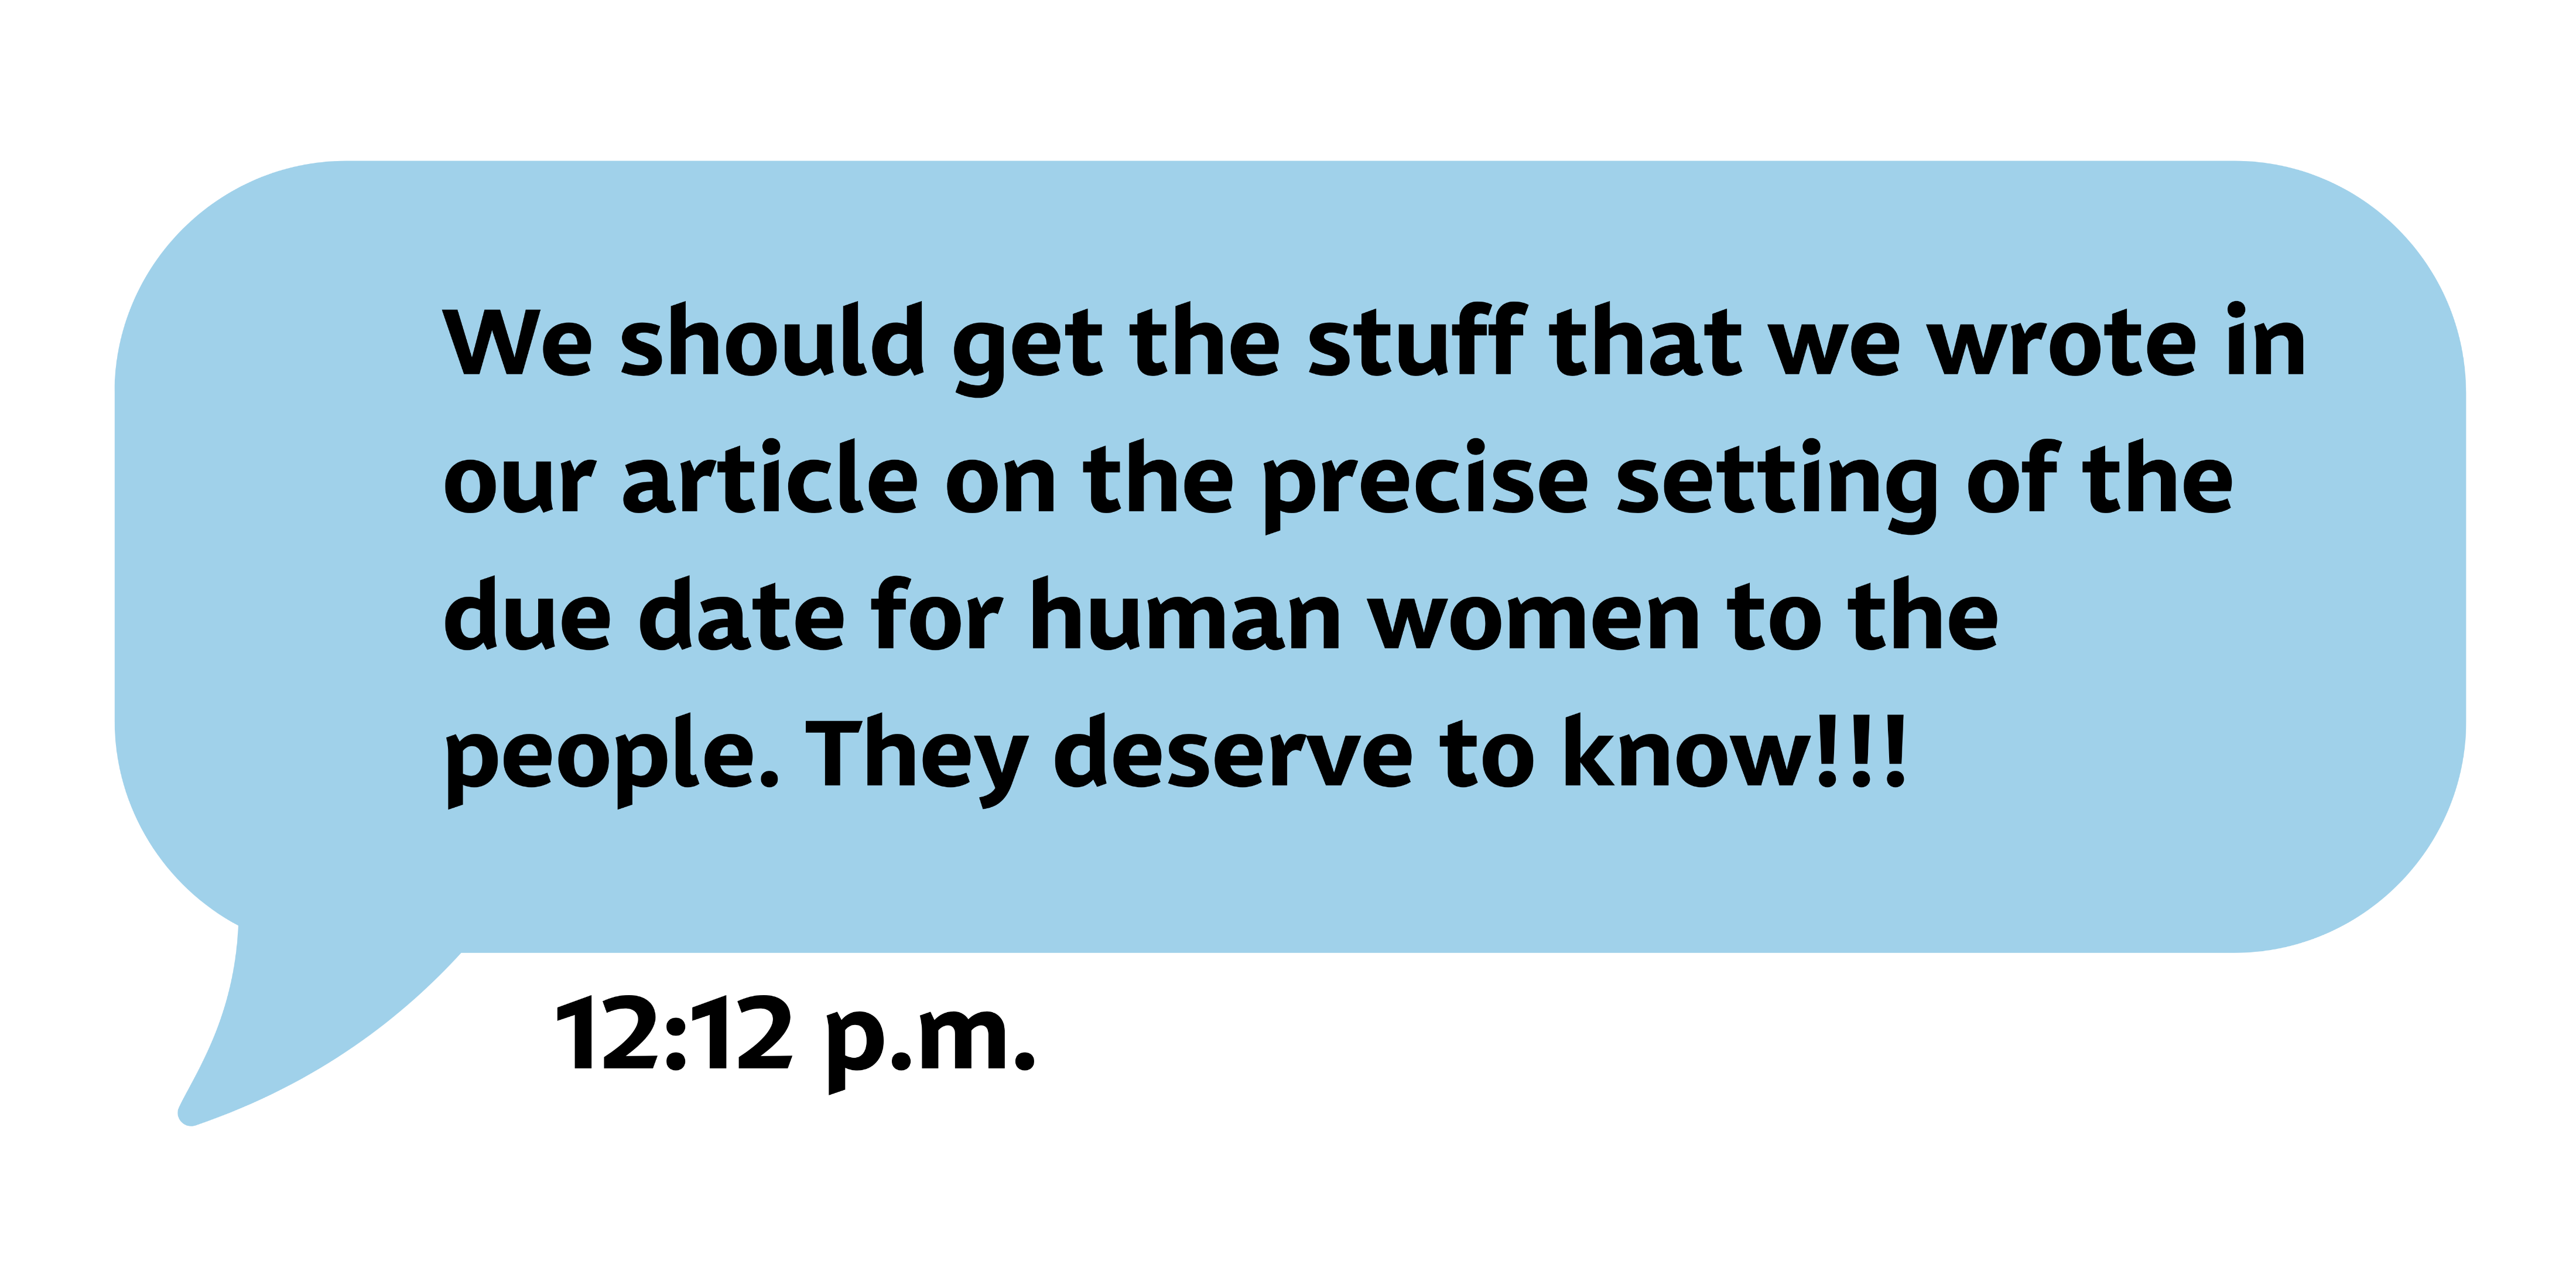 We should get the stuff that we wrote in
our article on the precise setting of the
due date for human women to the
people. They deserve to know!!!
12:12 p.m.